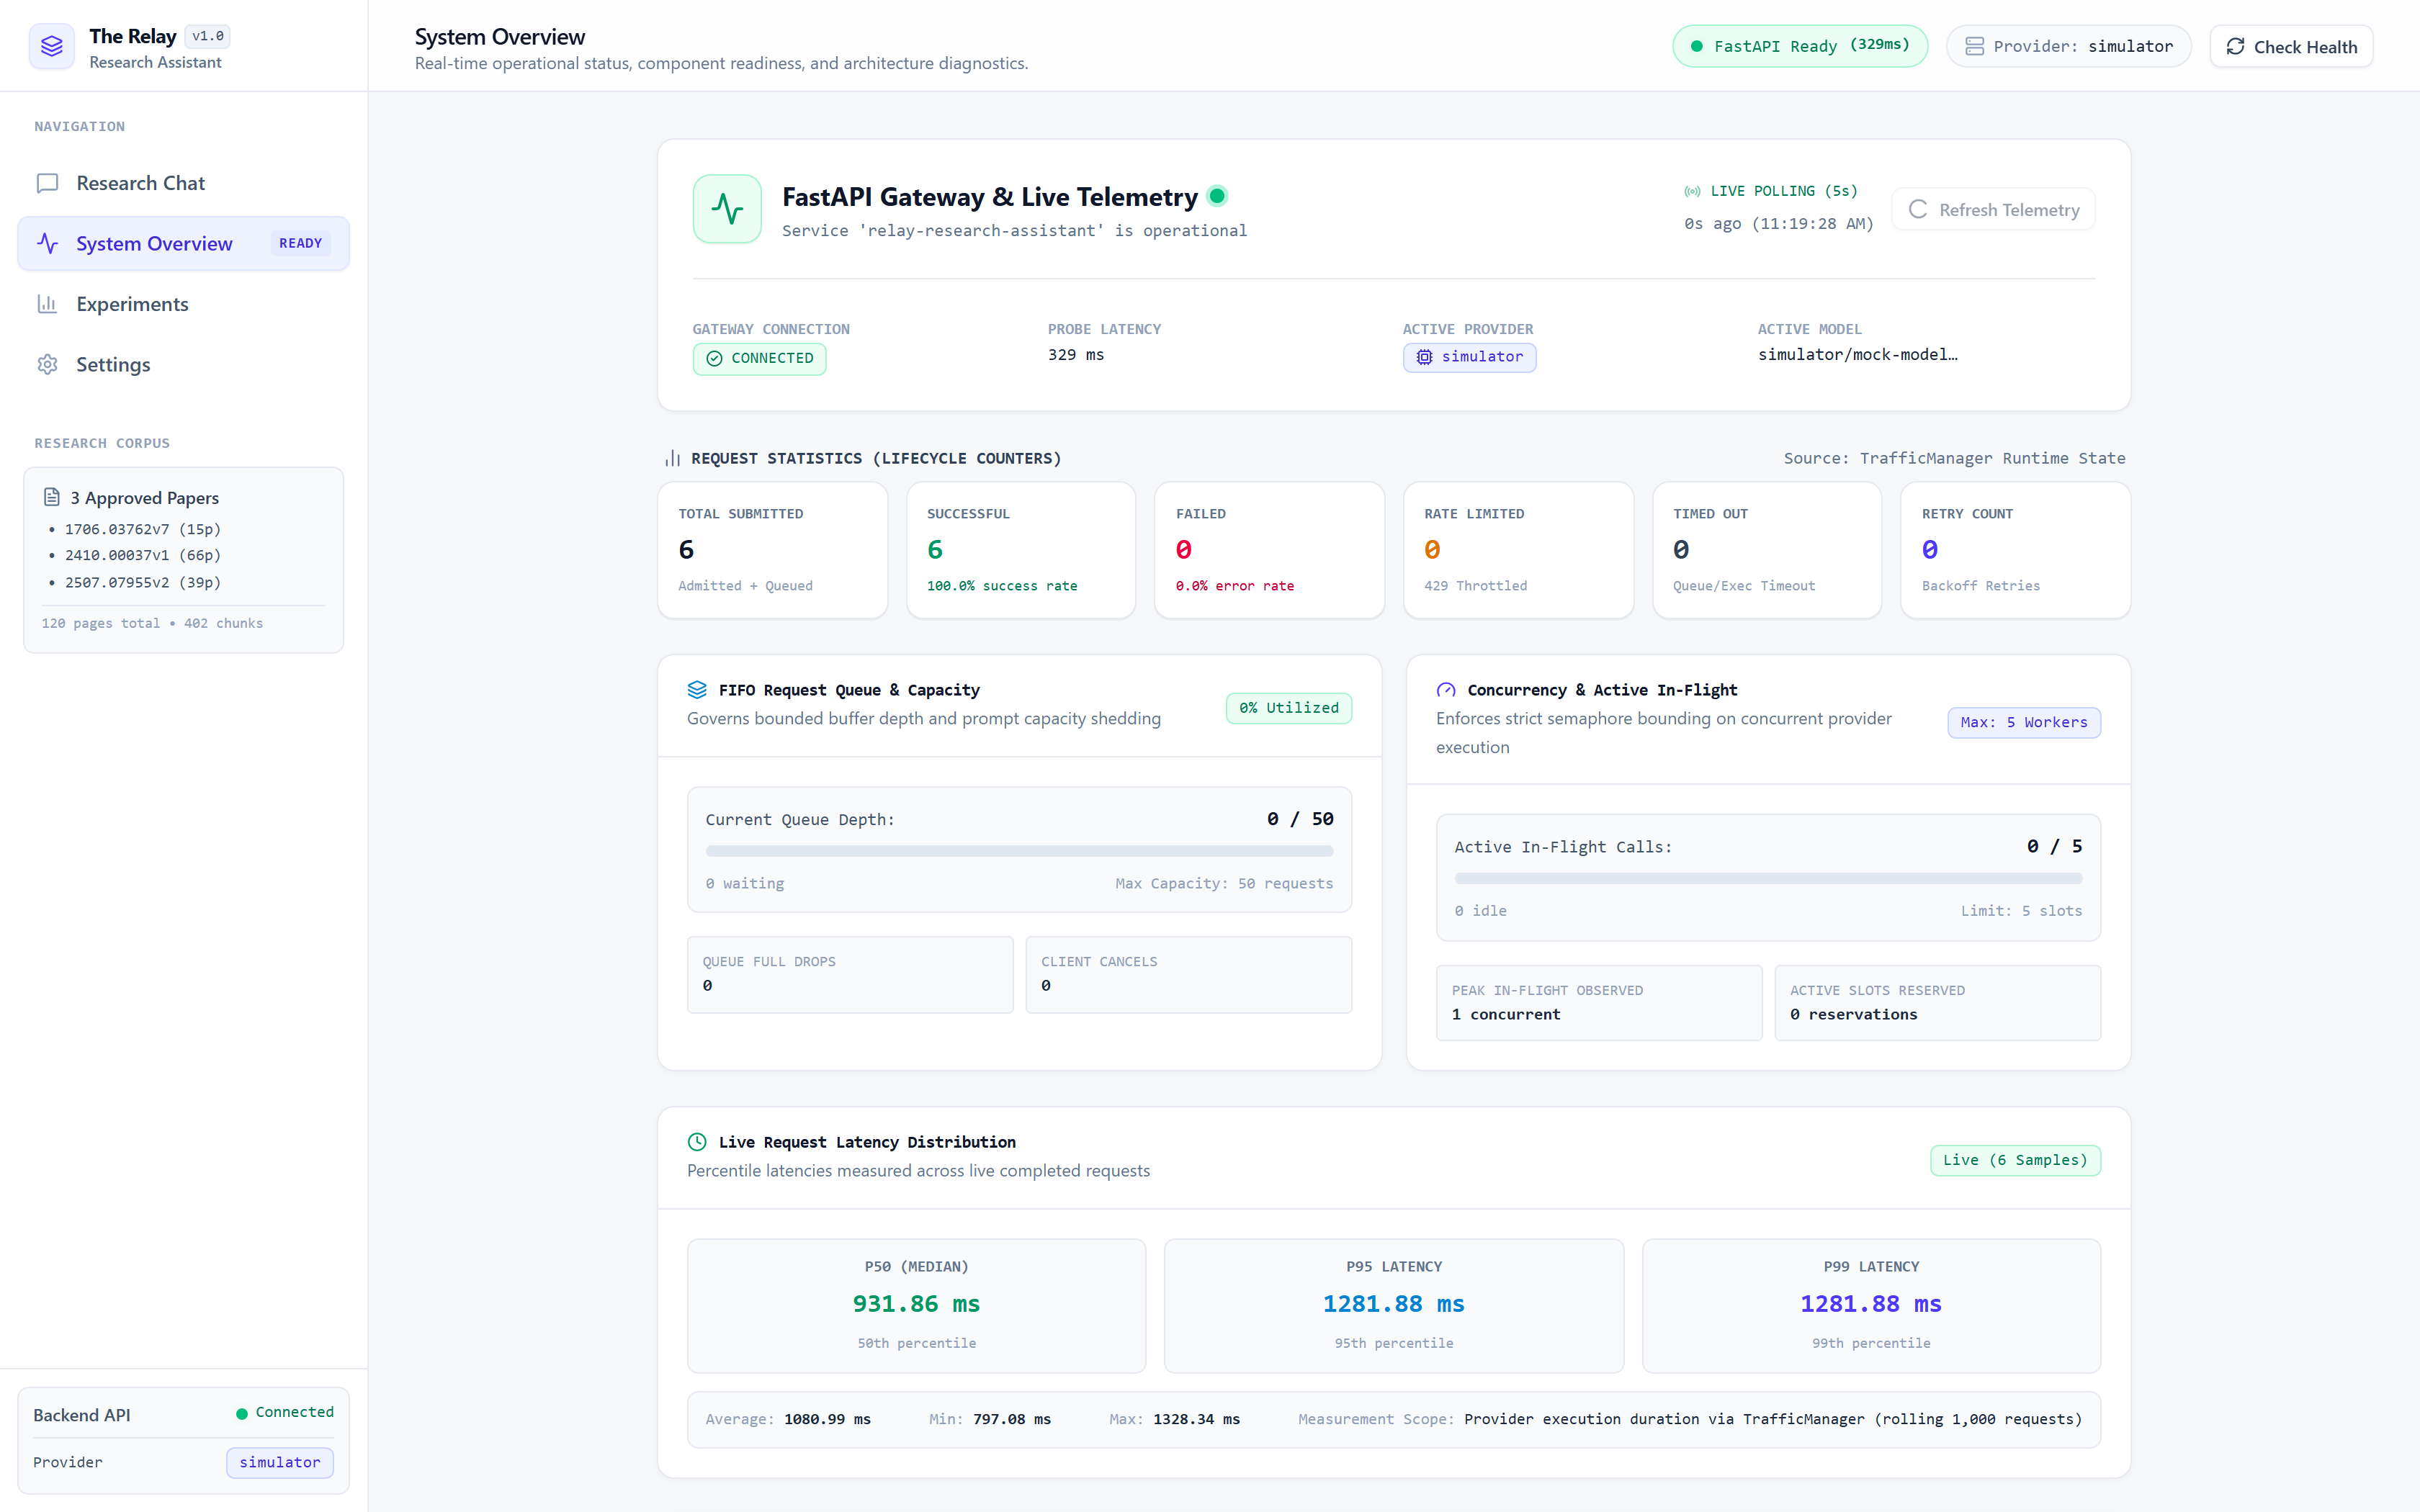 The Relay v1.0
Research Assistant
NAVIGATION
Research Chat
System Overview READY
Experiments
Settings
RESEARCH CORPUS
3 Approved Papers
• 1706.03762v7 (15p)
• 2410.00037v1 (66p)
• 2507.07955v2 (39p)
120 pages total • 402 chunks
Backend API Connected
Provider simulator
System Overview
Real-time operational status, component readiness, and architecture diagnostics.
FastAPI Ready (329ms)
Provider: simulator
Check Health
FastAPI Gateway & Live Telemetry
Service 'relay-research-assistant' is operational
LIVE POLLING (5s)
0s ago (11:19:28 AM)
Refresh Telemetry
GATEWAY CONNECTION
CONNECTED
PROBE LATENCY
329 ms
ACTIVE PROVIDER
simulator
ACTIVE MODEL
simulator/mock-model…
REQUEST STATISTICS (LIFECYCLE COUNTERS)
Source: TrafficManager Runtime State
TOTAL SUBMITTED
6
Admitted + Queued
SUCCESSFUL
6
100.0% success rate
FAILED
0
0.0% error rate
RATE LIMITED
0
429 Throttled
TIMED OUT
0
Queue/Exec Timeout
RETRY COUNT
0
Backoff Retries
FIFO Request Queue & Capacity
Governs bounded buffer depth and prompt capacity shedding
0% Utilized
Current Queue Depth: 0 / 50
0 waiting Max Capacity: 50 requests
QUEUE FULL DROPS
0
CLIENT CANCELS
0
Concurrency & Active In-Flight
Enforces strict semaphore bounding on concurrent provider
execution
Max: 5 Workers
Active In-Flight Calls: 0 / 5
0 idle Limit: 5 slots
PEAK IN-FLIGHT OBSERVED
1 concurrent
ACTIVE SLOTS RESERVED
0 reservations
Live Request Latency Distribution
Percentile latencies measured across live completed requests
Live (6 Samples)
P50 (MEDIAN)
931.86 ms
50th percentile
P95 LATENCY
1281.88 ms
95th percentile
P99 LATENCY
1281.88 ms
99th percentile
Average: 1080.99 ms Min: 797.08 ms Max: 1328.34 ms Measurement Scope: Provider execution duration via TrafficManager (rolling 1,000 requests)